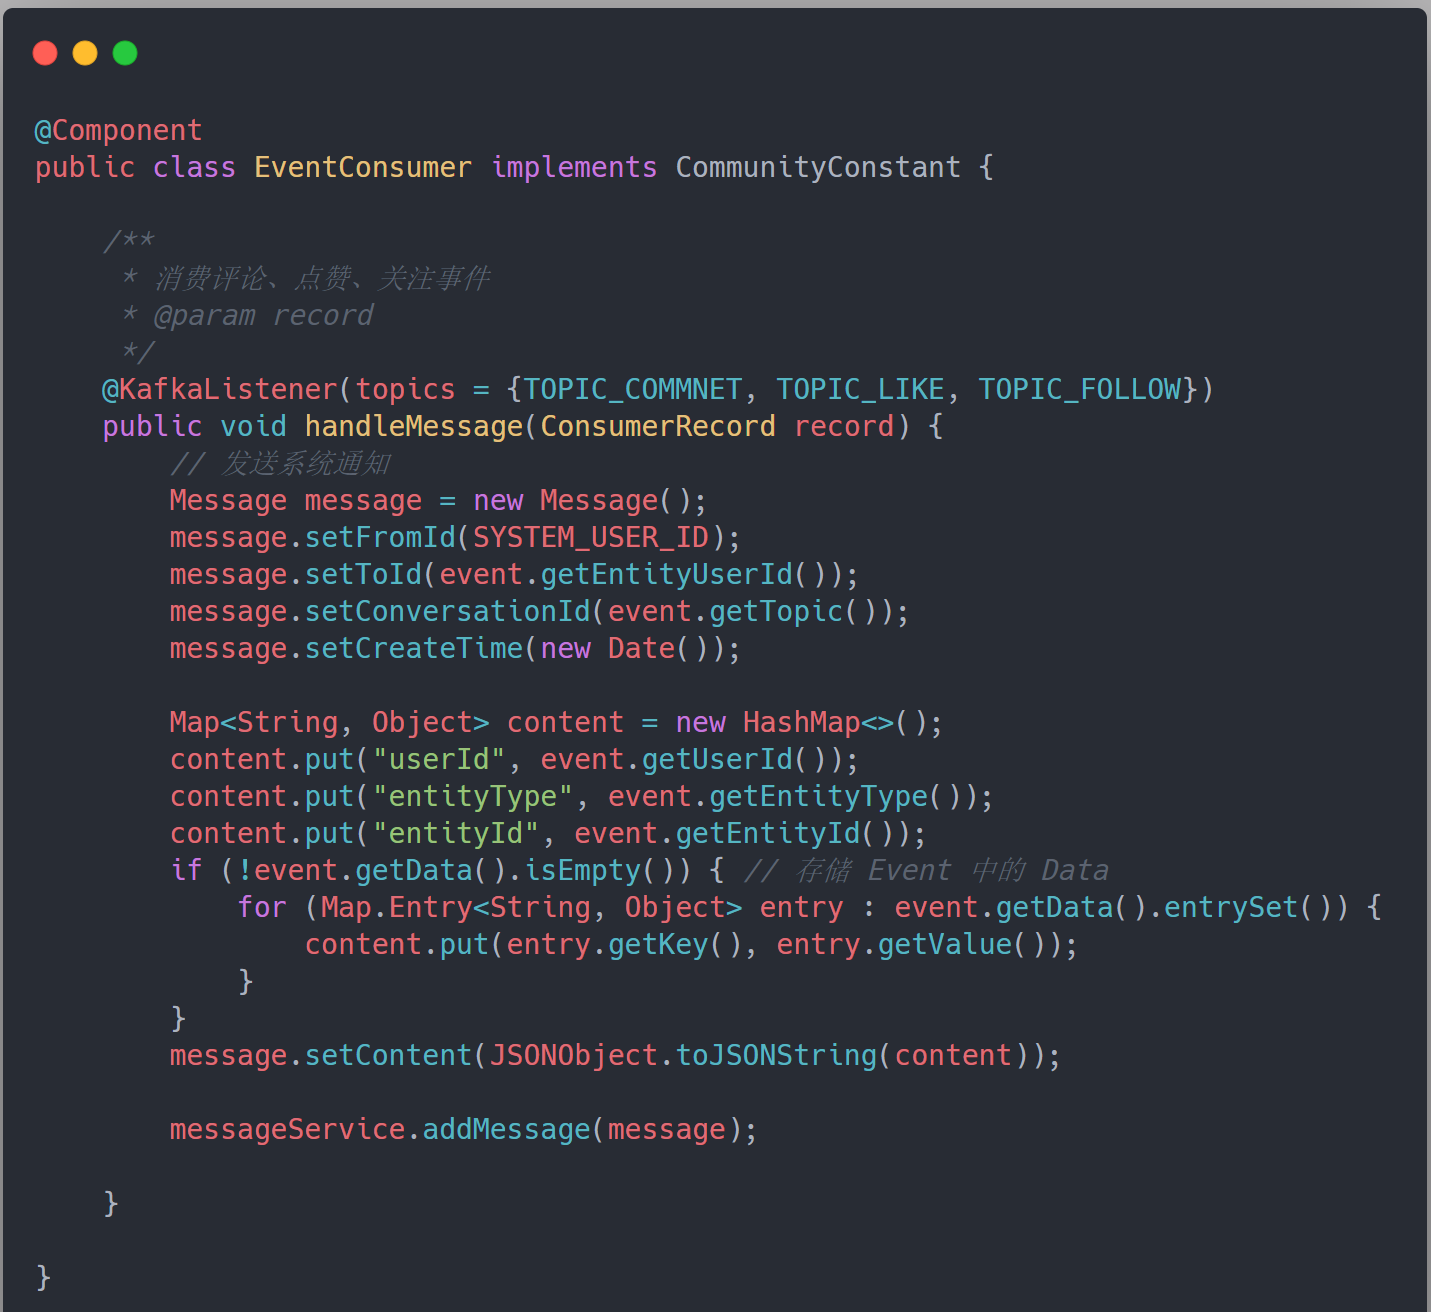 @Component
public class EventConsumer implements CommunityConstant {
/**
* 消费评论、点赞、关注事件
* @param record
*/
@KafkaListener(topics = {TOPIC_COMMNET, TOPIC_LIKE, TOPIC_FOLLOW})
public void handleMessage(ConsumerRecord record) {
// 发送系统通知
Message message = new Message();
message.setFromId(SYSTEM_USER_ID);
message.setToId(event.getEntityUserId());
message.setConversationId(event.getTopic());
message.setCreateTime(new Date());
Map<String, Object> content = new HashMap<>();
content.put("userId", event.getUserId());
content.put("entityType", event.getEntityType());
content.put("entityId", event.getEntityId());
if (!event.getData().isEmpty()) { // 存储 Event 中的 Data
for (Map.Entry<String, Object> entry : event.getData().entrySet()) {
content.put(entry.getKey(), entry.getValue());
}
}
message.setContent(JSONObject.toJSONString(content));
messageService.addMessage(message);
}
}